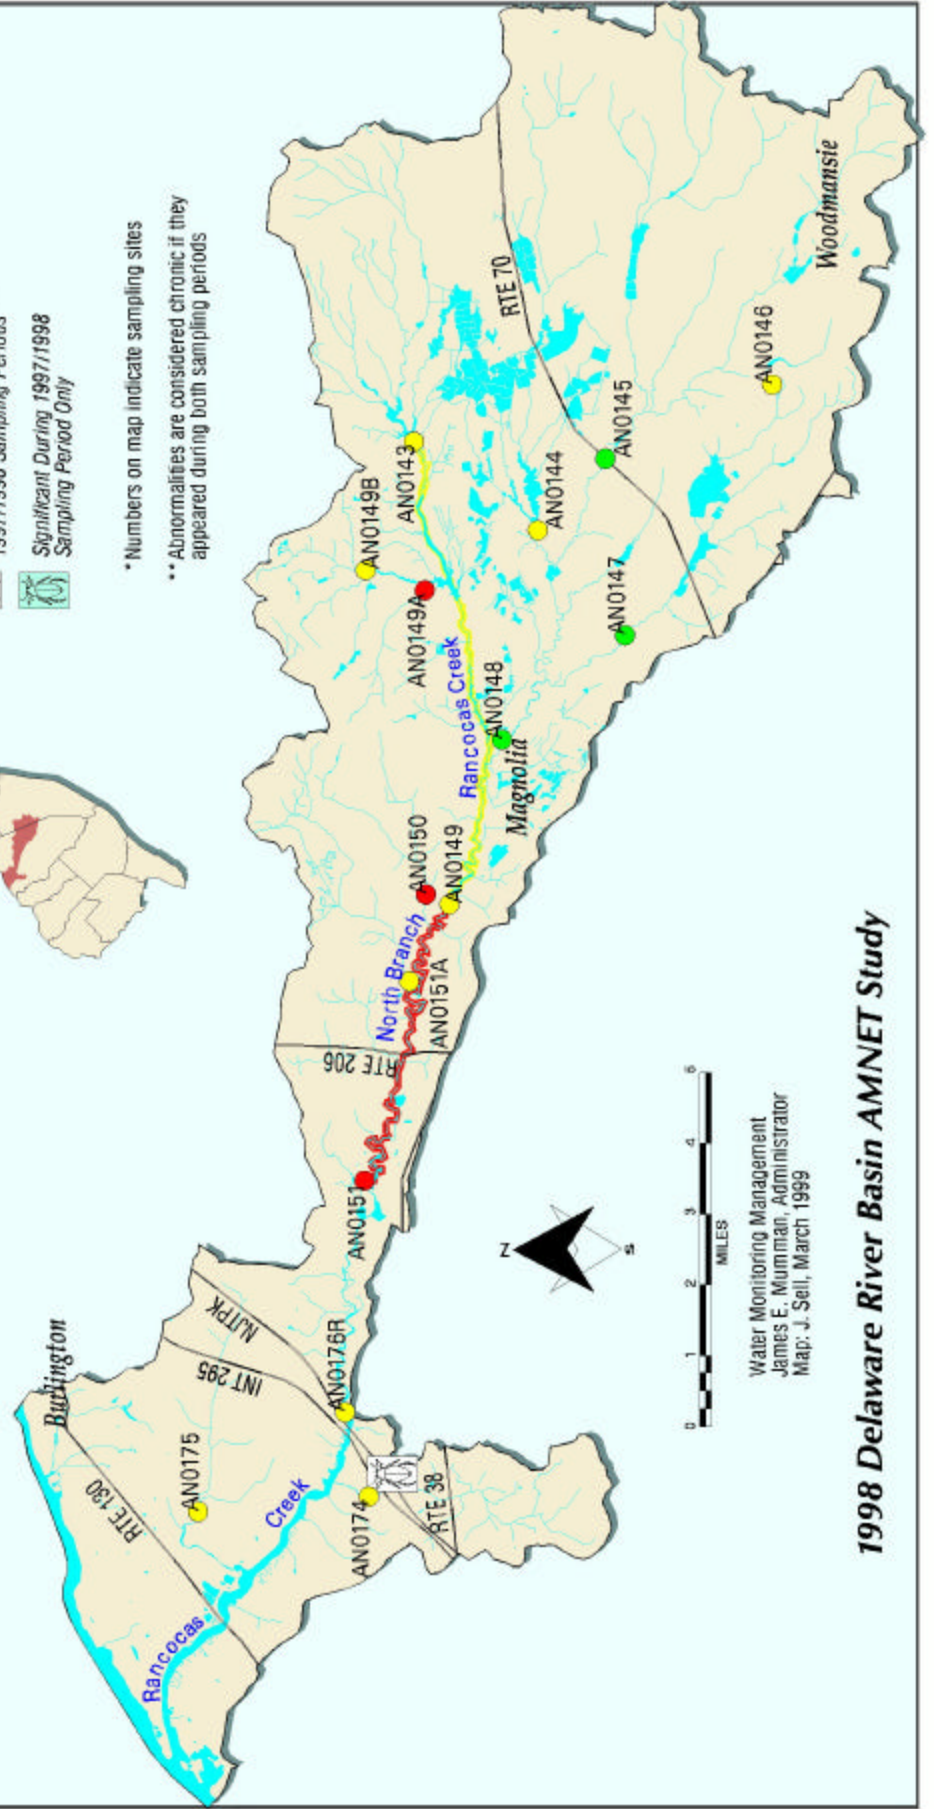 Significant During 1997/1998
Sampling Period Only
*Numbers on map indicate sampling sites
** Abnormalities are considered chronic if they
appeared during both sampling periods
Burlington
RTE 130
AN0175
INT 295
NJTPK
Rancocas
Creek
AN0176R
AN0174
RTE 38
AN0151
RTE 206
North Branch
AN0151A
AN0150
AN0149
Magnolia
AN0148
Rancocas Creek
AN0149A
AN0149B
AN0143
AN0147
AN0144
AN0145
RTE 70
AN0146
Woodmansie
N
S
0 1 2 3 4 5
MILES
Water Monitoring Management
James E. Mumman, Administrator
Map: J. Sell, March 1999
1998 Delaware River Basin AMNET Study